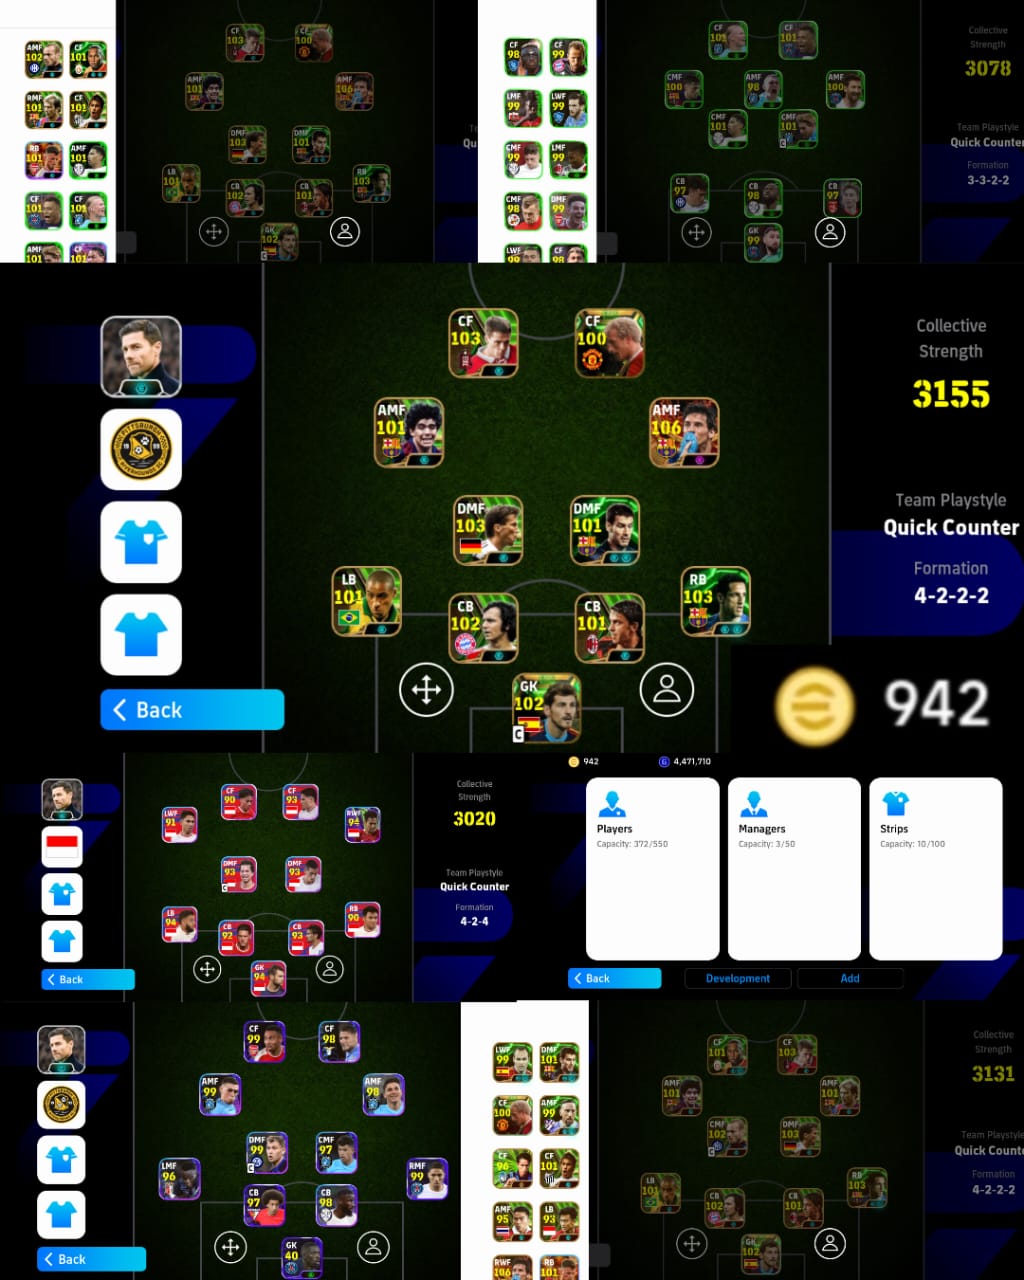 AMF
102
CF
101
RMF
101
CF
101
RB
101
AMF
101
CF
101
CF
101
AMF
101
CF
101
CF
103
CF
100
AMF
101
AMF
106
DMF
103
DMF
101
LB
101
CB
102
CB
101
RB
103
GK
102
C
CF
98
CF
99
LMF
99
LWF
99
CMF
99
LMF
99
CMF
98
DMF
99
LWF
99
CF
98
CF
101
CF
101
CMF
100
AMF
98
AMF
100
CMF
101
CMF
101
C
CB
97
CB
98
CB
97
GK
99
Collective
Strength
3078
Team Playstyle
Quick Counter
Formation
3-3-2-2
CF
103
CF
100
AMF
101
AMF
106
DMF
103
DMF
101
LB
101
CB
102
CB
101
RB
103
GK
102
C
Collective
Strength
3155
Team Playstyle
Quick Counter
Formation
4-2-2-2
Back
942
LWF
91
CF
90
CF
93
RWF
94
DMF
93
C
DMF
93
LB
94
CB
92
CB
93
RB
90
GK
94
Collective
Strength
3020
Team Playstyle
Quick Counter
Formation
4-2-4
Back
942
4,471,710
Players
Capacity: 372/550
Managers
Capacity: 3/50
Strips
Capacity: 10/100
Back
Development
Add
CF
99
CF
98
AMF
99
AMF
98
DMF
99
C
CMF
97
LMF
96
RMF
99
CB
97
CB
98
GK
40
Back
LWF
99
DMF
101
CF
100
AMF
99
CF
96
CF
101
AMF
95
LB
93
RWF
106
RB
101
CF
101
CF
103
AMF
101
AMF
101
CMF
102
C
DMF
103
LB
101
CB
102
CB
101
RB
103
GK
102
Collective
Strength
3131
Team Playstyle
Quick Counter
Formation
4-2-2-2